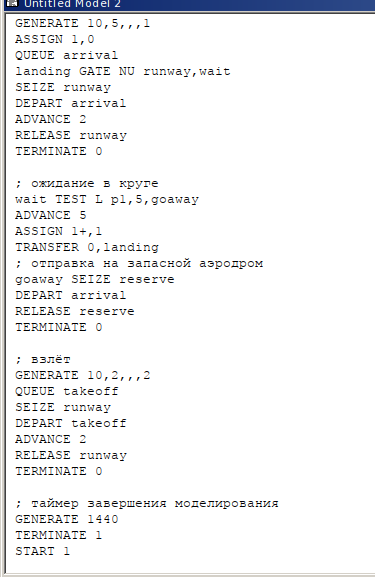 Untitled Model 2
GENERATE 10,5,,,1
ASSIGN 1,0
QUEUE arrival
landing GATE NU runway,wait
SEIZE runway
DEPART arrival
ADVANCE 2
RELEASE runway
TERMINATE 0
; ожидание в круге
wait TEST L p1,5,goaway
ADVANCE 5
ASSIGN 1+,1
TRANSFER 0,landing
; отправка на запасной аэродром
goaway SEIZE reserve
DEPART arrival
RELEASE reserve
TERMINATE 0
; взлёт
GENERATE 10,2,,,2
QUEUE takeoff
SEIZE runway
DEPART takeoff
ADVANCE 2
RELEASE runway
TERMINATE 0
; таймер завершения моделирования
GENERATE 1440
TERMINATE 1
START 1